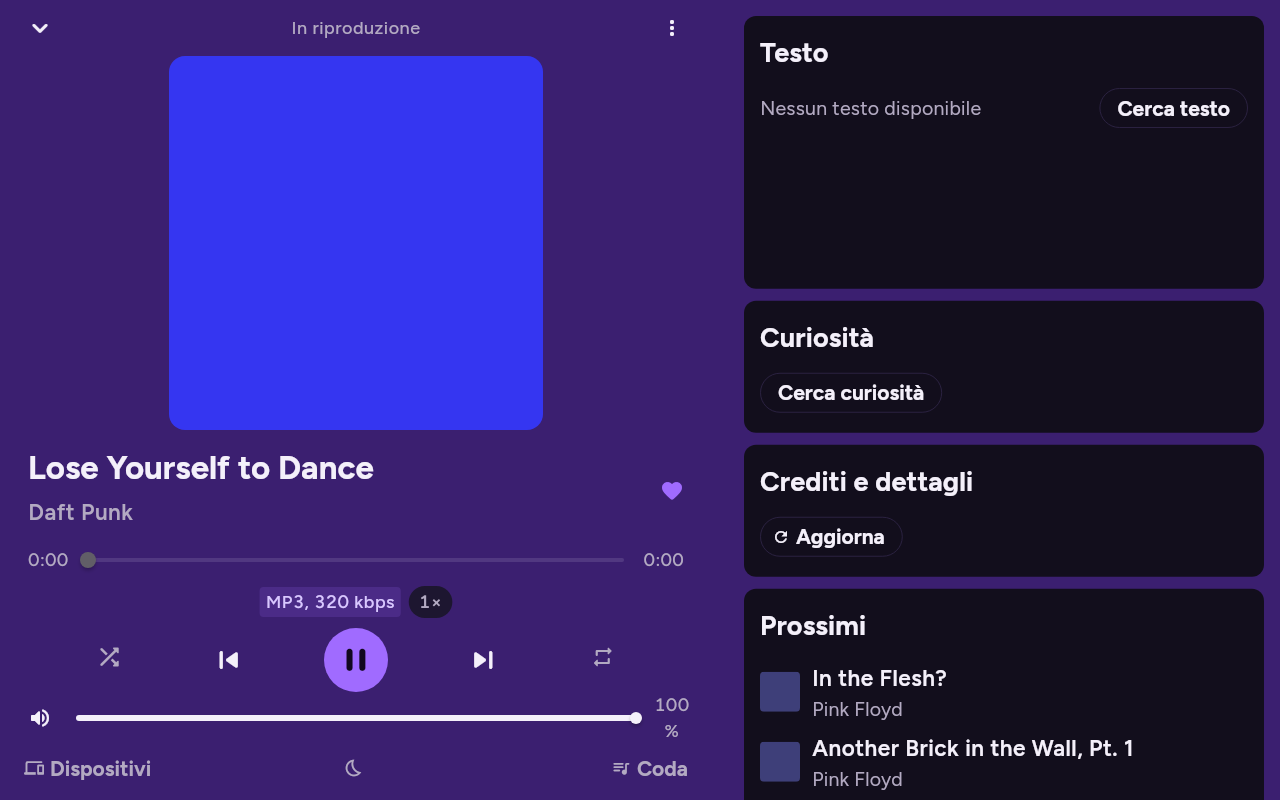 In riproduzione
Lose Yourself to Dance
Daft Punk
0:00
0:00
MP3, 320 kbps
1×
100
%
Dispositivi
Coda
Testo
Nessun testo disponibile
Cerca testo
Curiosità
Cerca curiosità
Crediti e dettagli
Aggiorna
Prossimi
In the Flesh?
Pink Floyd
Another Brick in the Wall, Pt. 1
Pink Floyd